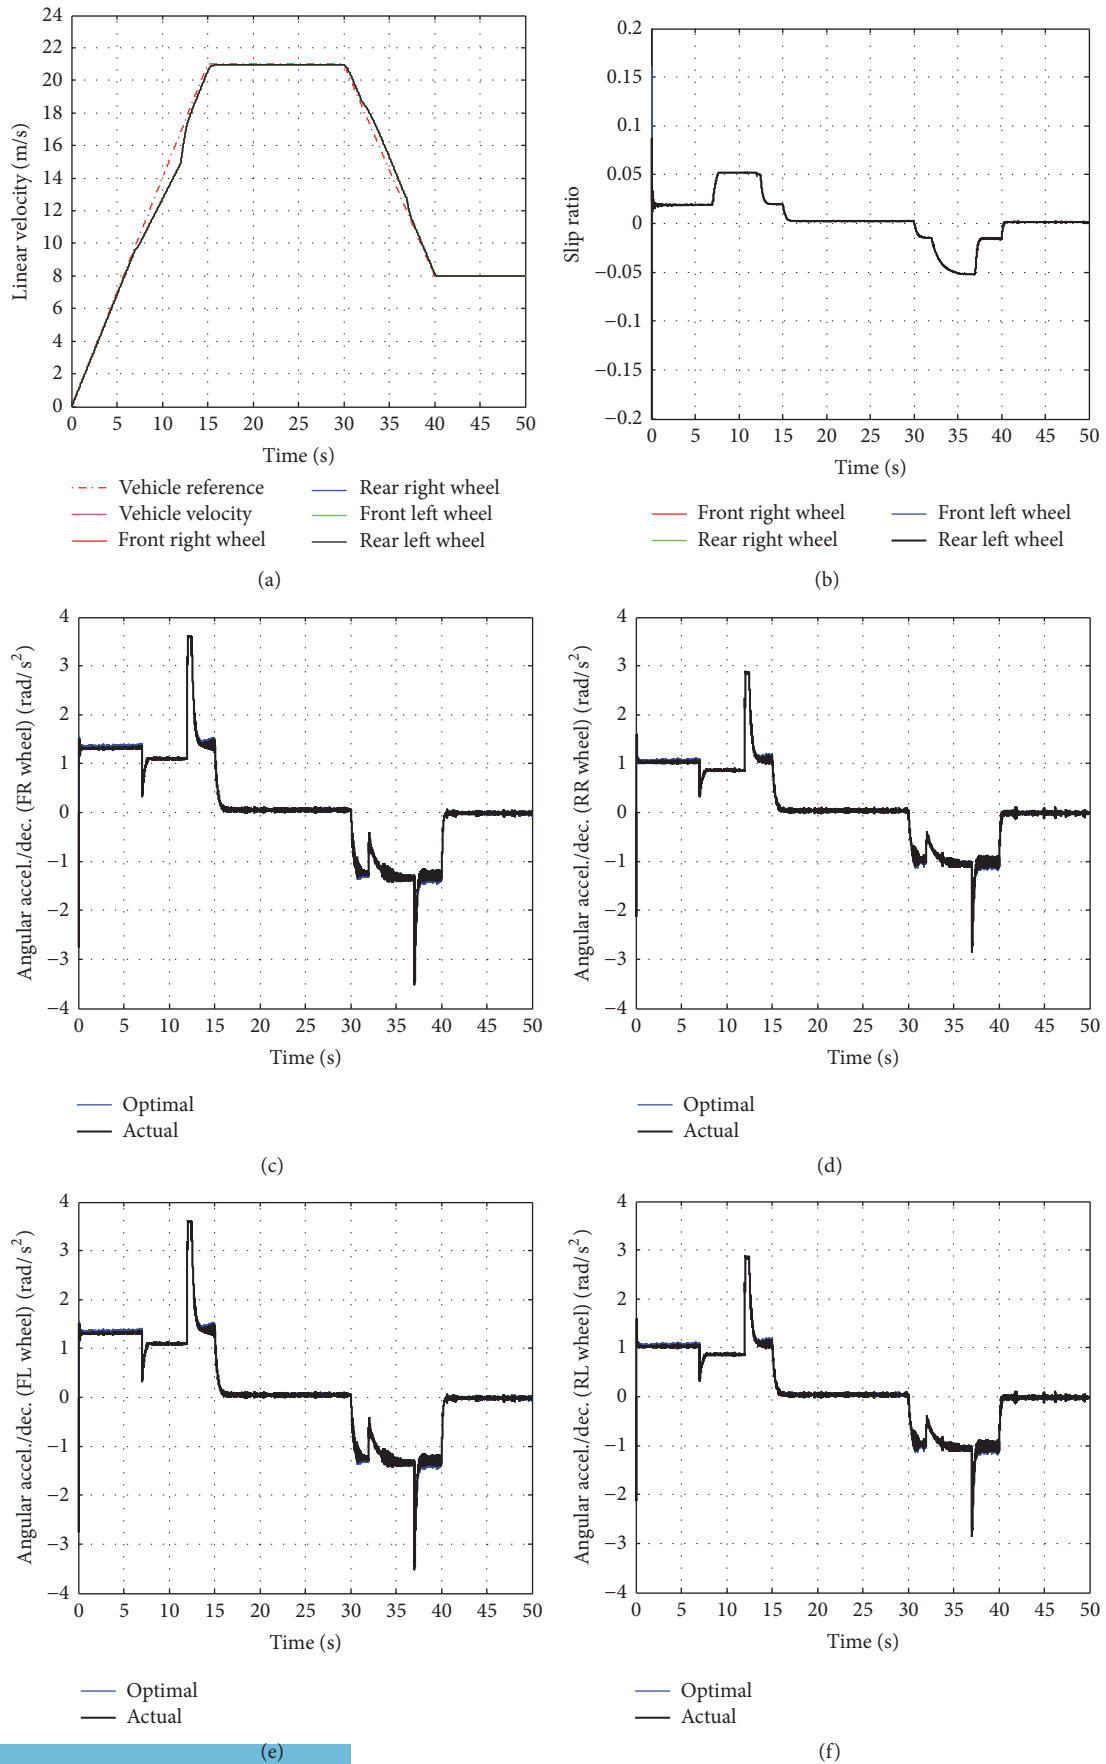 24
22
20
18
16
14
12
10
8
6
4
2
0
Linear velocity (m/s)
0 5 10 15 20 25 30 35 40 45 50
Time (s)
Vehicle reference
Vehicle velocity
Front right wheel
Rear right wheel
Front left wheel
Rear left wheel
(a)
0.2
0.15
0.1
0.05
0
−0.05
−0.1
−0.15
−0.2
Slip ratio
0 5 10 15 20 25 30 35 40 45 50
Time (s)
Front right wheel
Rear right wheel
Front left wheel
Rear left wheel
(b)
4
3
2
1
0
−1
−2
−3
−4
Angular accel./dec. (FR wheel) (rad/s²)
0 5 10 15 20 25 30 35 40 45 50
Time (s)
Optimal
Actual
(c)
4
3
2
1
0
−1
−2
−3
−4
Angular accel./dec. (RR wheel) (rad/s²)
0 5 10 15 20 25 30 35 40 45 50
Time (s)
Optimal
Actual
(d)
4
3
2
1
0
−1
−2
−3
−4
Angular accel./dec. (FL wheel) (rad/s²)
0 5 10 15 20 25 30 35 40 45 50
Time (s)
Optimal
Actual
(e)
4
3
2
1
0
−1
−2
−3
−4
Angular accel./dec. (RL wheel) (rad/s²)
0 5 10 15 20 25 30 35 40 45 50
Time (s)
Optimal
Actual
(f)